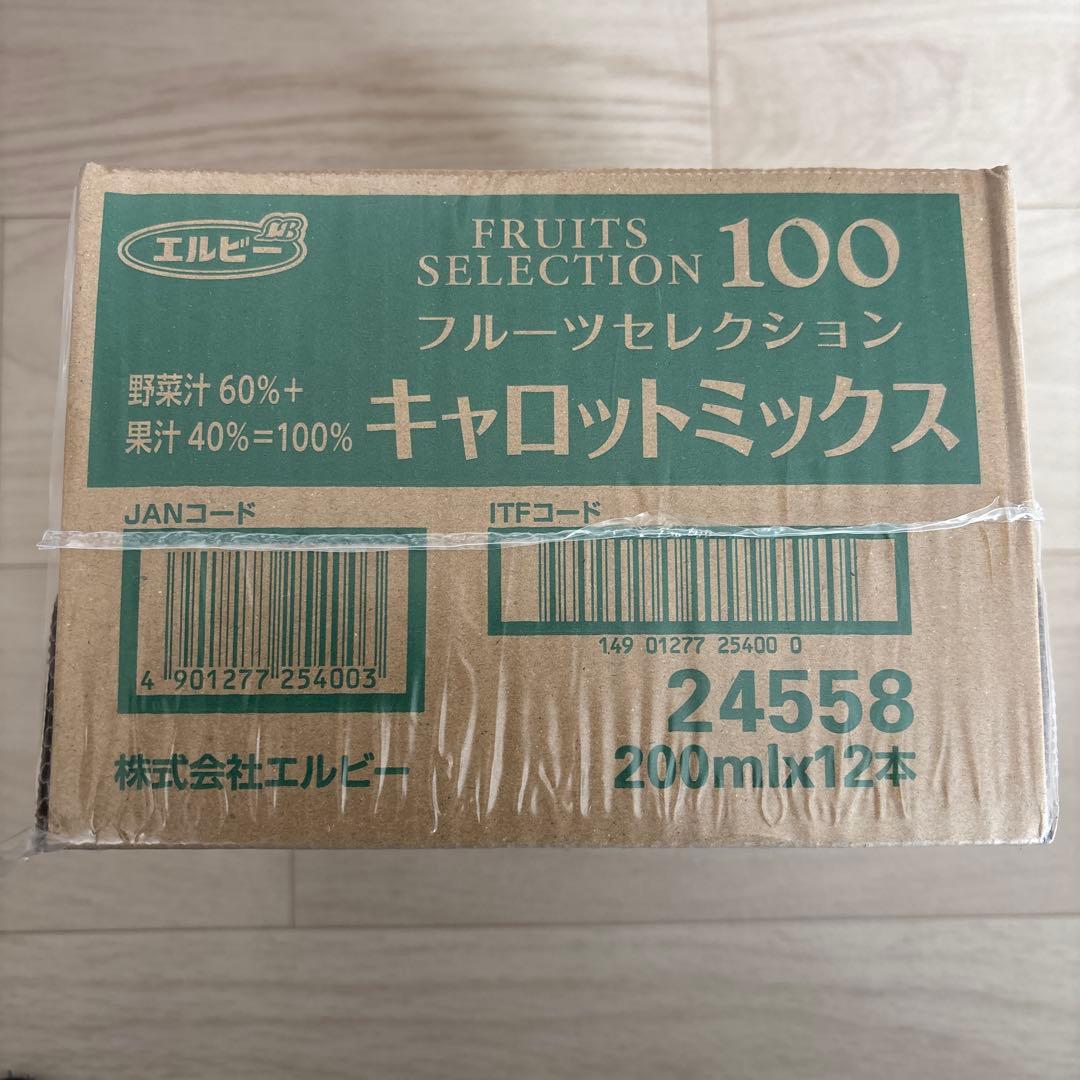 エルビー LB
FRUITS
SELECTION 100
フルーツセレクション
野菜汁 60%+
果汁 40%=100%
キャロットミックス
JANコード
4 901277 254003
ITFコード
149 01277 25400 0
24558
200mlx12本
株式会社エルビー